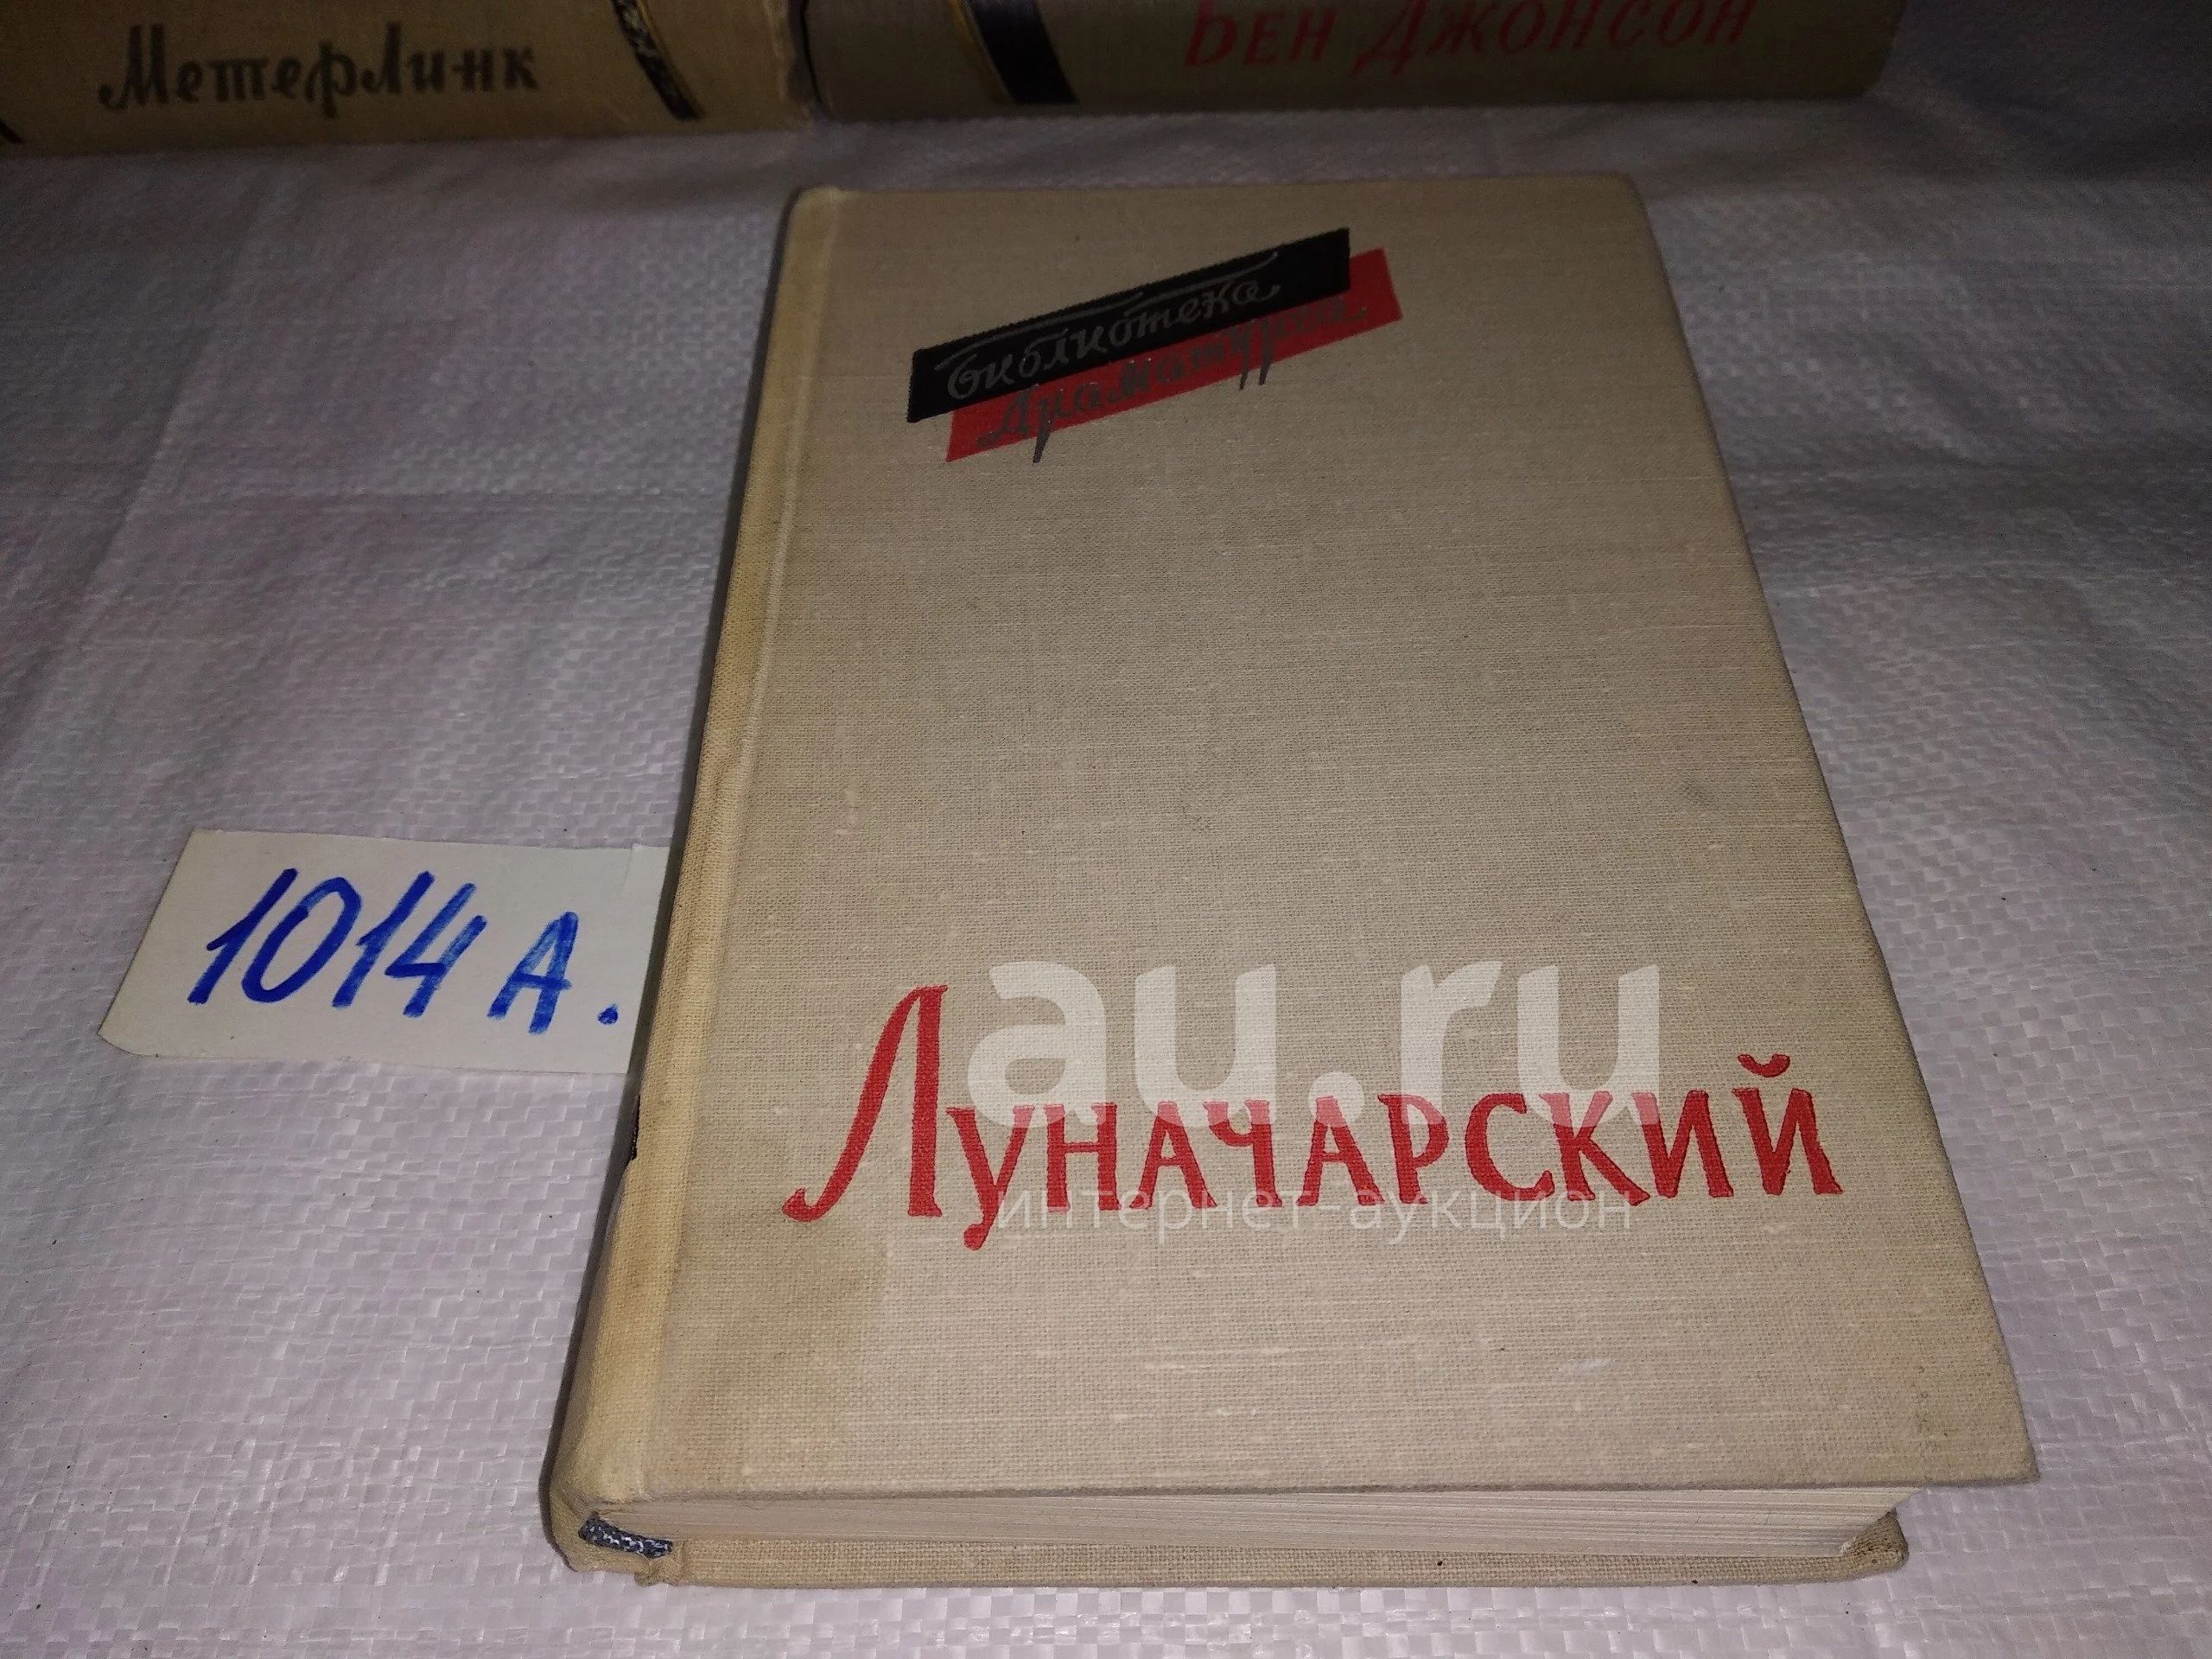 Метерлинк
Бен Джонсон
Библиотека
Драматурга
1014 А.
au.ru
Луначарский
интернет-аукцион